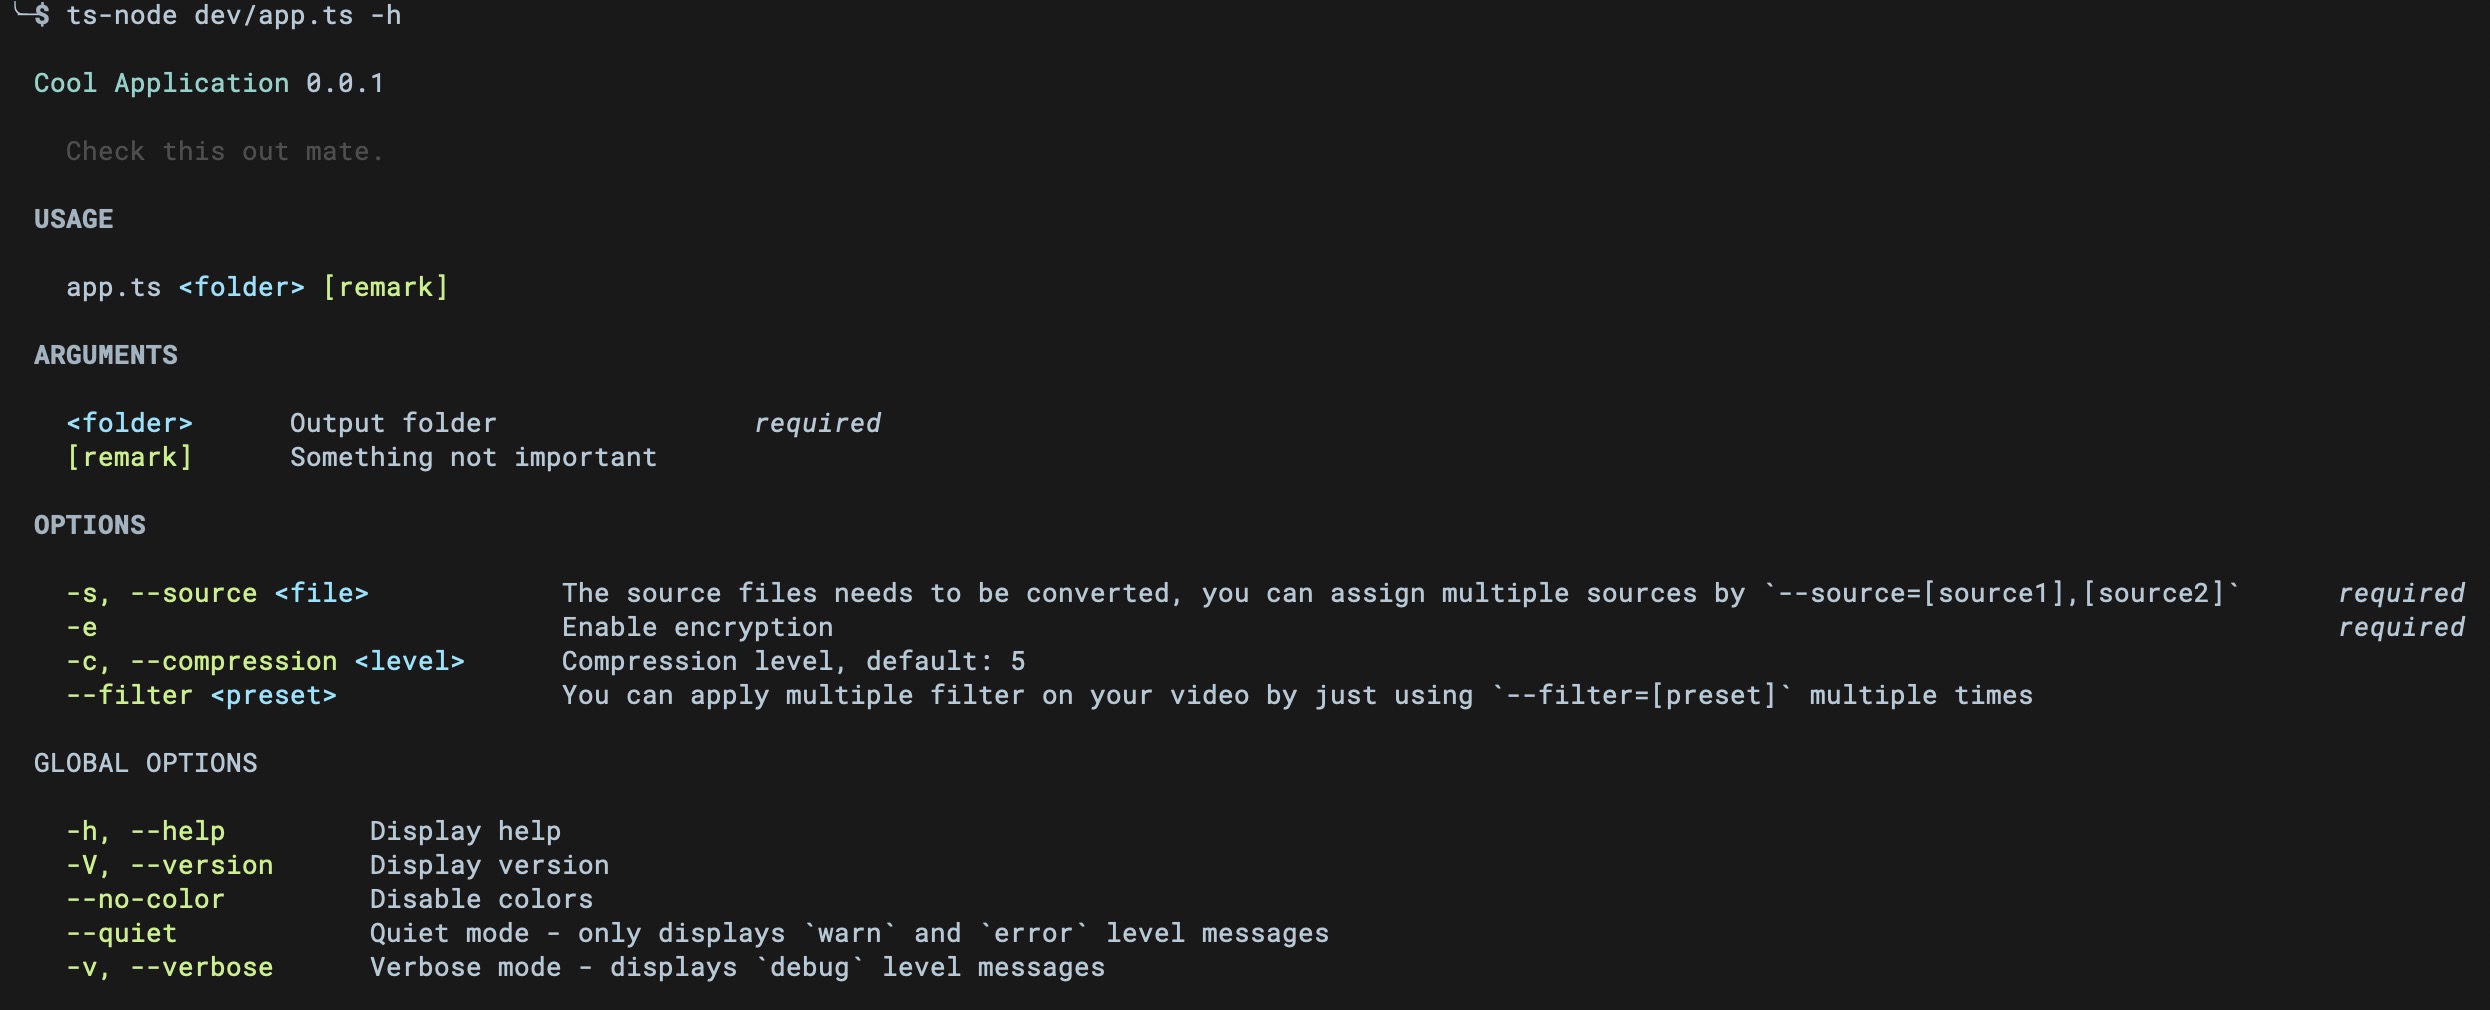 ╰─$ ts-node dev/app.ts -h
Cool Application 0.0.1
Check this out mate.
USAGE
app.ts <folder> [remark]
ARGUMENTS
<folder>      Output folder                required
[remark]      Something not important
OPTIONS
-s, --source <file>            The source files needs to be converted, you can assign multiple sources by `--source=[source1],[source2]`      required
-e                             Enable encryption                                                                                              required
-c, --compression <level>      Compression level, default: 5
--filter <preset>              You can apply multiple filter on your video by just using `--filter=[preset]` multiple times
GLOBAL OPTIONS
-h, --help         Display help
-V, --version      Display version
--no-color         Disable colors
--quiet            Quiet mode - only displays `warn` and `error` level messages
-v, --verbose      Verbose mode - displays `debug` level messages